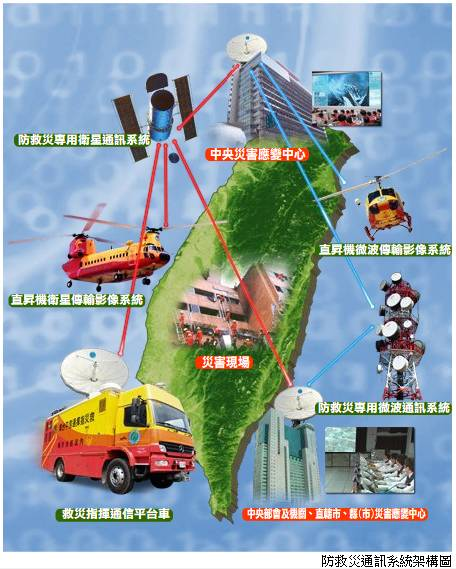 防救災專用衛星通訊系統
中央災害應變中心
直昇機微波傳輸影像系統
直昇機衛星傳輸影像系統
災害現場
防救災專用微波通訊系統
救災指揮通信平台車
中央部會及機關、直轄市、縣(市)災害應變中心
防救災通訊系統架構圖